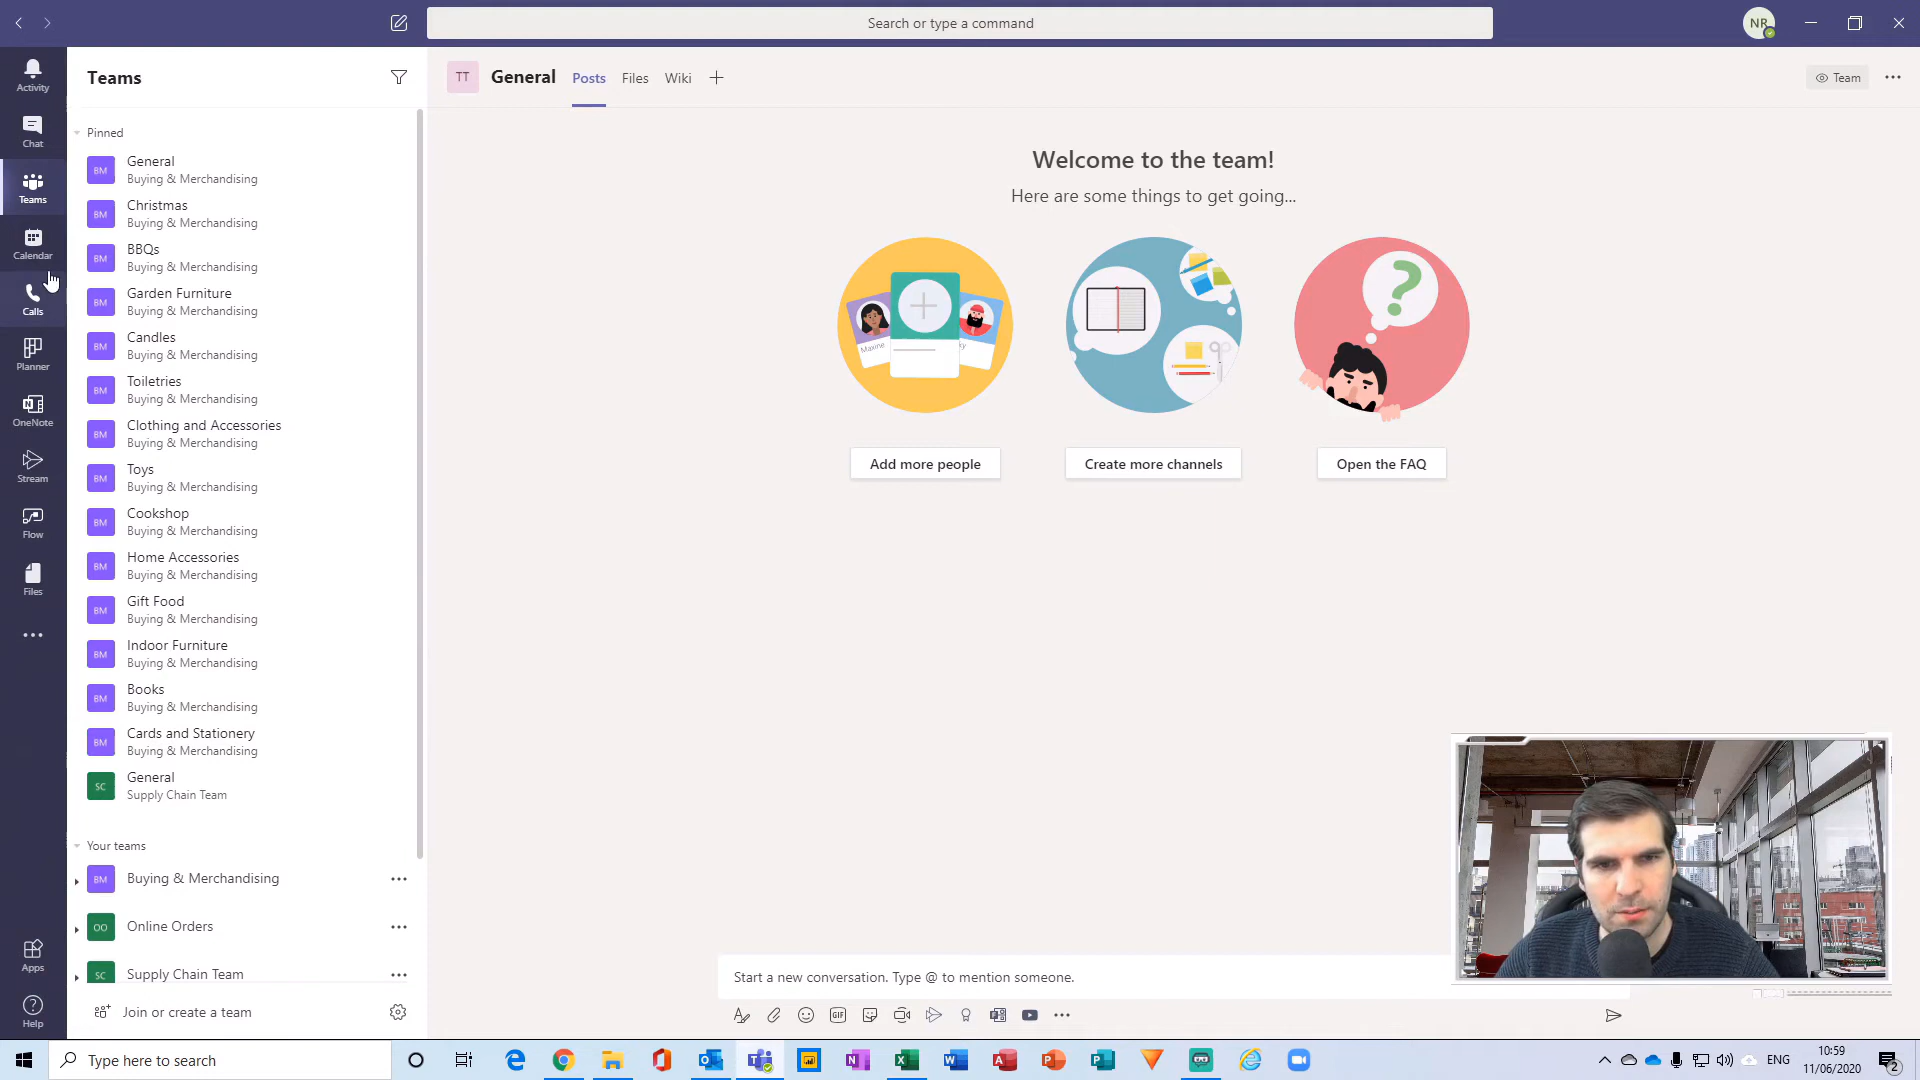 Search or type a command
NR
Activity
Chat
Teams
Calendar
Calls
Planner
OneNote
Stream
Flow
Files
Apps
Help
Teams
Pinned
BM
General
Buying & Merchandising
BM
Christmas
Buying & Merchandising
BM
BBQs
Buying & Merchandising
BM
Garden Furniture
Buying & Merchandising
BM
Candles
Buying & Merchandising
BM
Toiletries
Buying & Merchandising
BM
Clothing and Accessories
Buying & Merchandising
BM
Toys
Buying & Merchandising
BM
Cookshop
Buying & Merchandising
BM
Home Accessories
Buying & Merchandising
BM
Gift Food
Buying & Merchandising
BM
Indoor Furniture
Buying & Merchandising
BM
Books
Buying & Merchandising
BM
Cards and Stationery
Buying & Merchandising
SC
General
Supply Chain Team
Your teams
BM Buying & Merchandising
OO Online Orders
SC Supply Chain Team
Join or create a team
TT General Posts Files Wiki
Team
Welcome to the team!
Here are some things to get going...
Maxine
Add more people
Create more channels
Open the FAQ
Start a new conversation. Type @ to mention someone.
GIF
Type here to search
ENG
10:59
11/06/2020
2